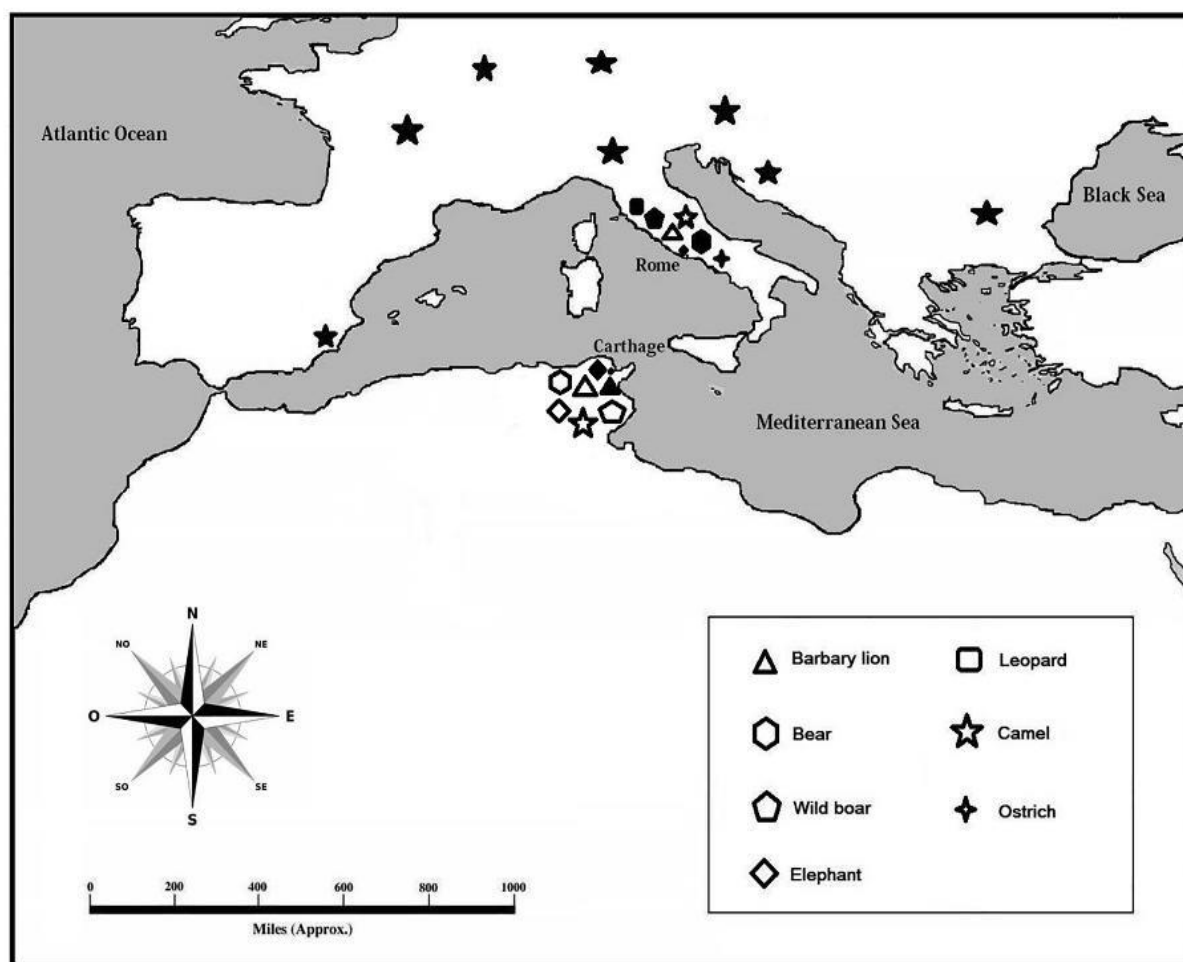 Atlantic Ocean
Black Sea
Rome
Carthage
Mediterranean Sea
N
NO
NE
O
E
SO
SE
S
Barbary lion
Leopard
Bear
Camel
Wild boar
Ostrich
Elephant
0 200 400 600 800 1000
Miles (Approx.)